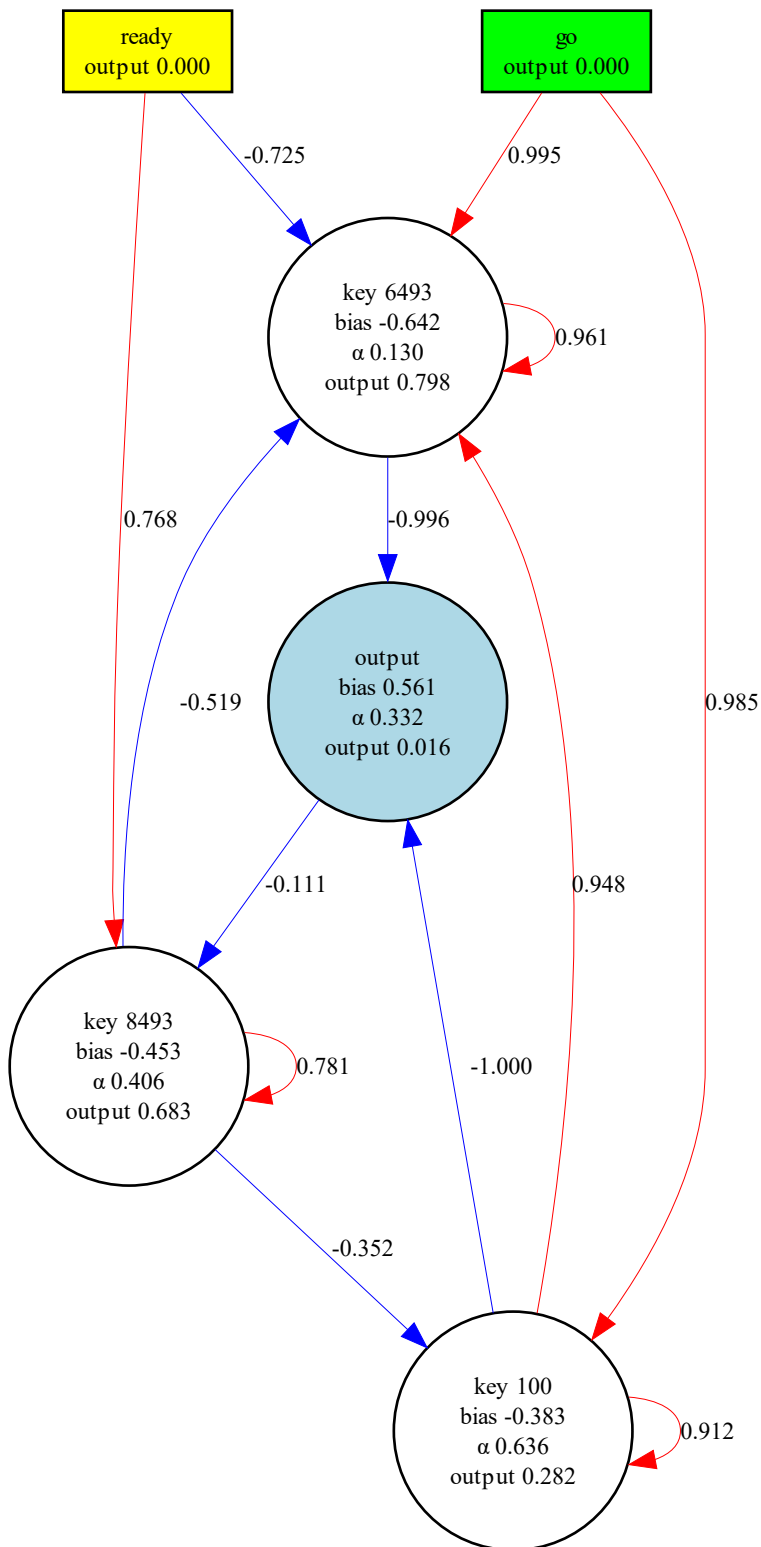 ready
output 0.000
go
output 0.000
-0.725
0.995
key 6493
bias -0.642
α 0.130
output 0.798
0.961
0.768
-0.996
-0.519
output
bias 0.561
α 0.332
output 0.016
0.985
-0.111
0.948
key 8493
bias -0.453
α 0.406
output 0.683
0.781
-1.000
-0.352
key 100
bias -0.383
α 0.636
output 0.282
0.912